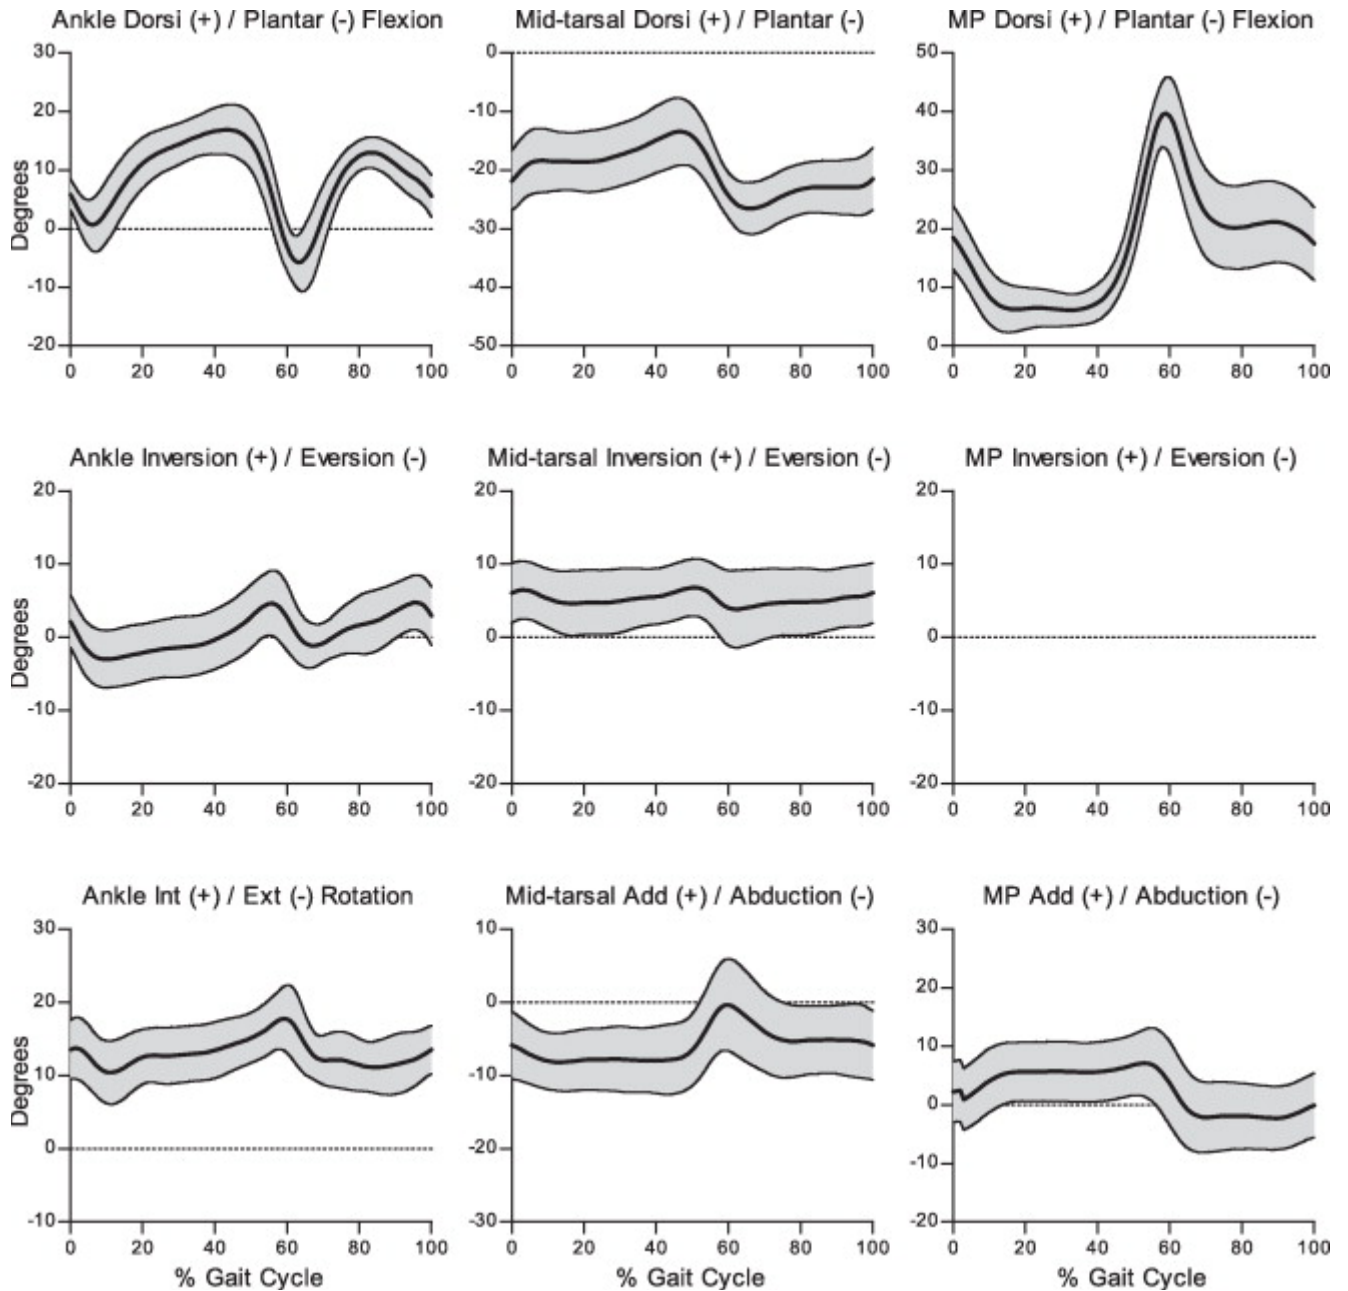 Ankle Dorsi (+) / Plantar (-) Flexion
30
20
10
0
-10
-20
Degrees
0 20 40 60 80 100
Mid-tarsal Dorsi (+) / Plantar (-)
0
-10
-20
-30
-40
-50
0 20 40 60 80 100
MP Dorsi (+) / Plantar (-) Flexion
50
40
30
20
10
0
0 20 40 60 80 100
Ankle Inversion (+) / Eversion (-)
20
10
0
-10
-20
Degrees
0 20 40 60 80 100
Mid-tarsal Inversion (+) / Eversion (-)
20
10
0
-10
-20
0 20 40 60 80 100
MP Inversion (+) / Eversion (-)
20
10
0
-10
-20
0 20 40 60 80 100
Ankle Int (+) / Ext (-) Rotation
30
20
10
0
-10
Degrees
0 20 40 60 80 100
% Gait Cycle
Mid-tarsal Add (+) / Abduction (-)
10
0
-10
-20
-30
0 20 40 60 80 100
% Gait Cycle
MP Add (+) / Abduction (-)
30
20
10
0
-10
-20
0 20 40 60 80 100
% Gait Cycle